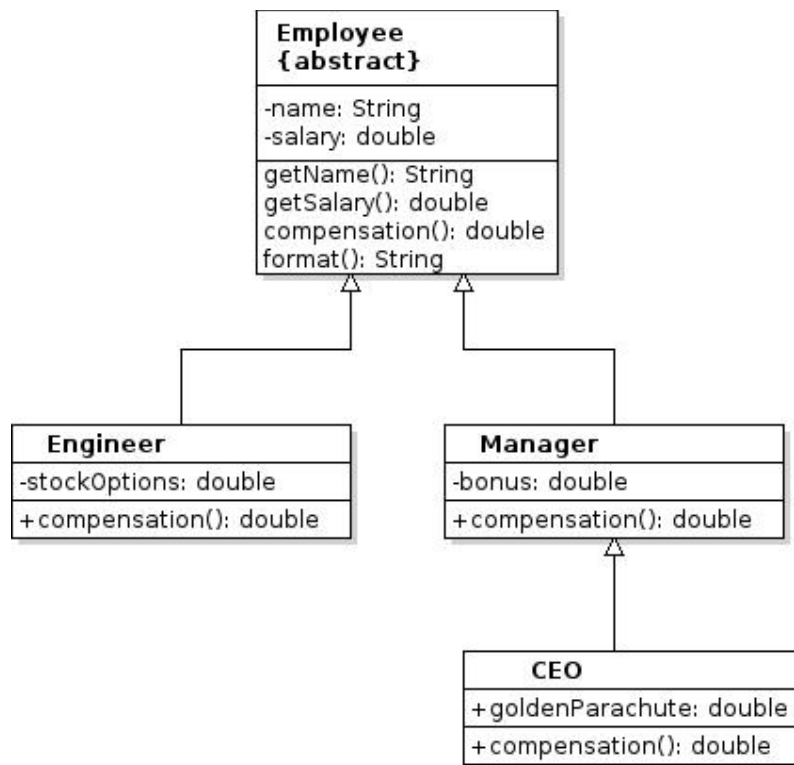 Employee
{abstract}
-name: String
-salary: double
getName(): String
getSalary(): double
compensation(): double
format(): String
Engineer
-stockOptions: double
+compensation(): double
Manager
-bonus: double
+compensation(): double
CEO
+goldenParachute: double
+compensation(): double